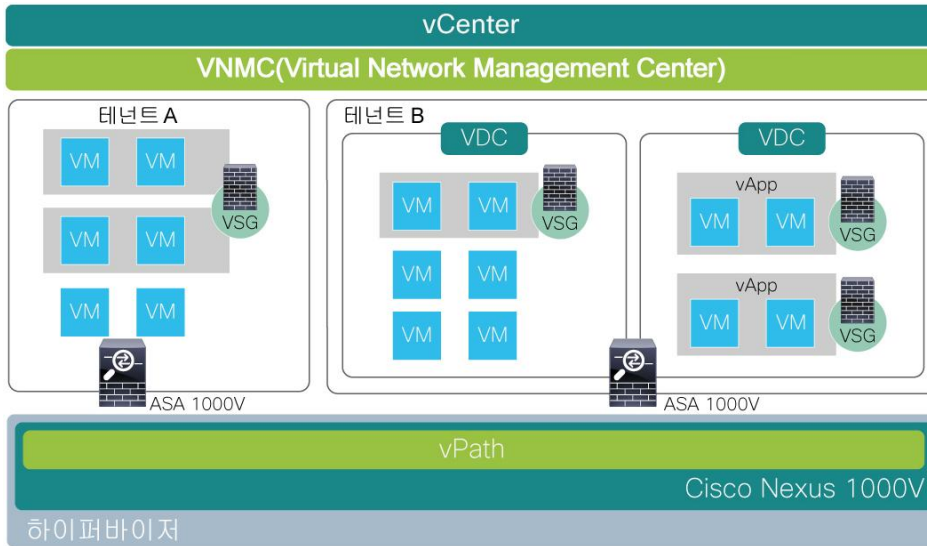 vCenter
VNMC(Virtual Network Management Center)
테넌트 A
VM VM
VM VM
VSG
VM VM
ASA 1000V
테넌트 B
VDC
VM VM
VSG
VM VM
VM VM
VDC
vApp
VM VM
VSG
vApp
VM VM
VSG
ASA 1000V
vPath
Cisco Nexus 1000V
하이퍼바이저